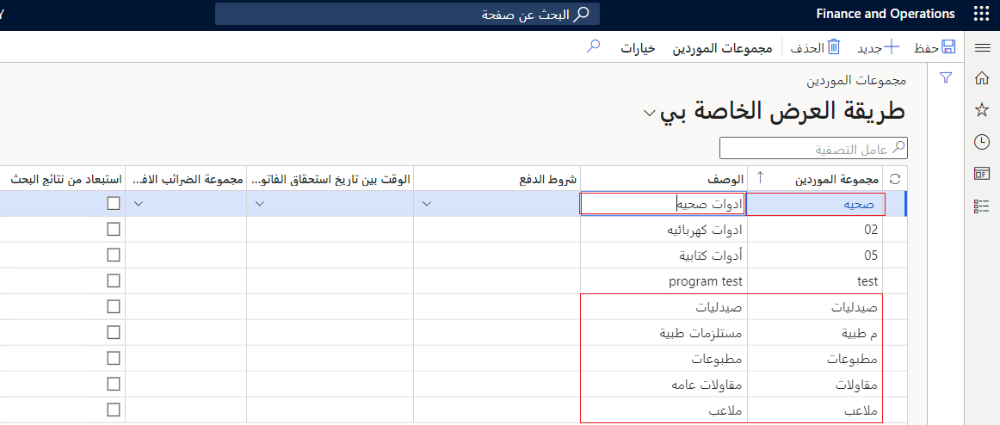 Finance and Operations
البحث عن صفحة
حفظ
جديد
الحذف
مجموعات الموردين
خيارات
مجموعات الموردين
طريقة العرض الخاصة بي
عامل التصفية
مجموعة الموردين الوصف شروط الدفع الوقت بين تاريخ استحقاق الفاتو... مجموعة الضرائب الاف... استبعاد من نتائج البحث
صحيه ادوات صحيه
02 ادوات كهربائيه
05 أدوات كتابية
test program test
صيدليات صيدليات
م طبية مستلزمات طبية
مطبوعات مطبوعات
مقاولات مقاولات عامه
ملاعب ملاعب